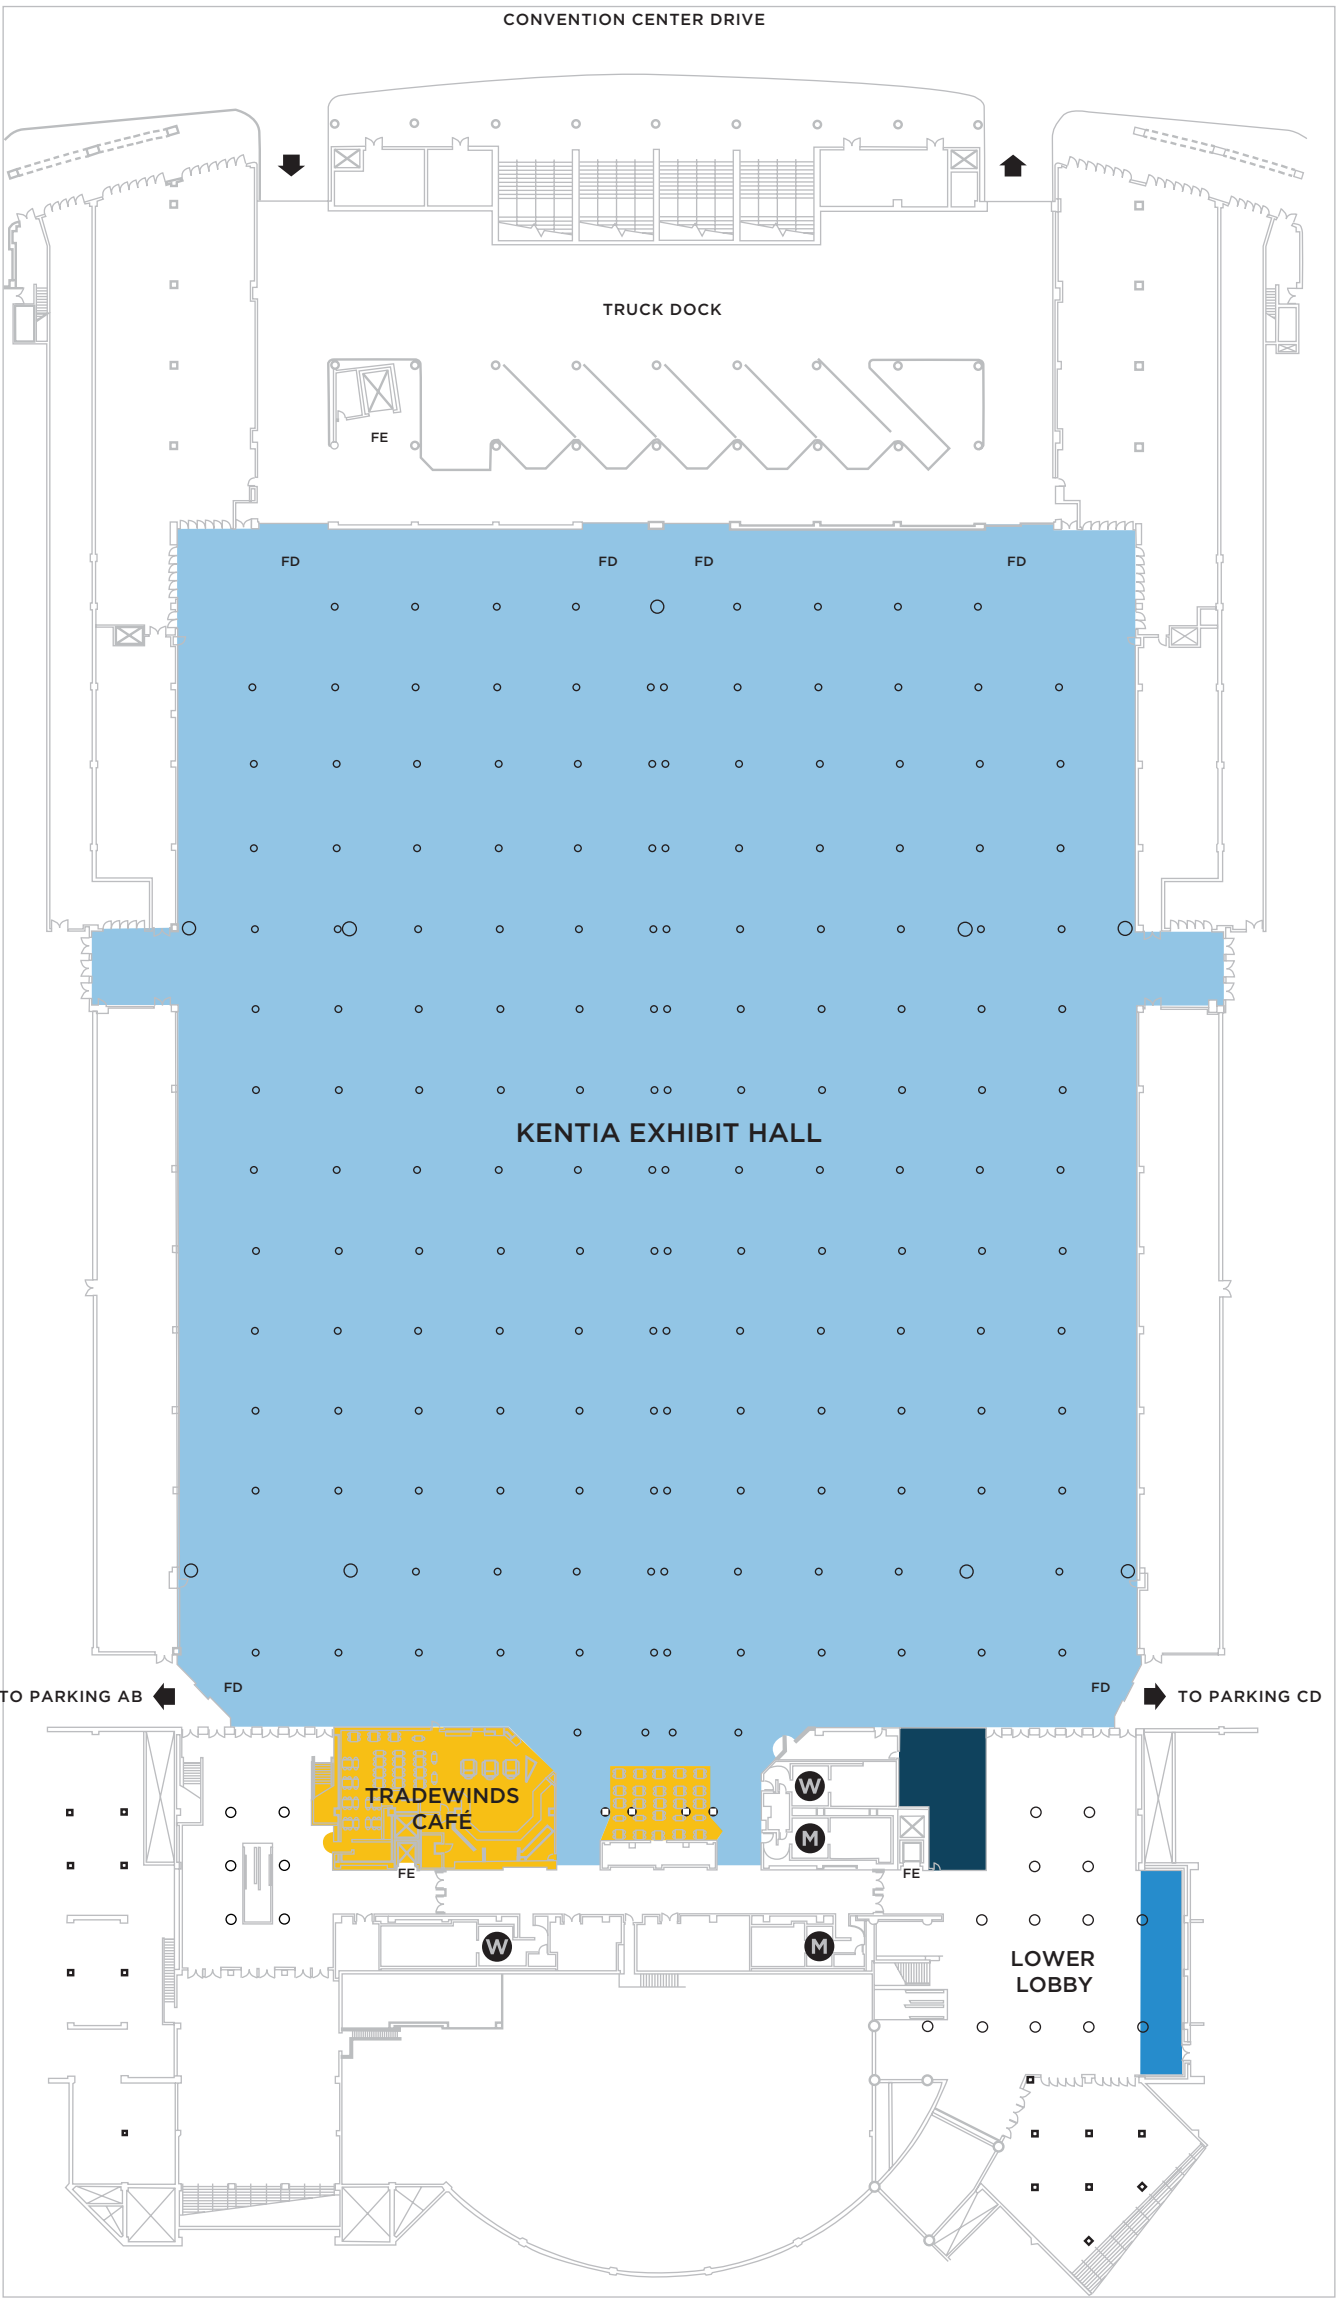 CONVENTION CENTER DRIVE
TRUCK DOCK
FE
FD
FD
FD
FD
KENTIA EXHIBIT HALL
FD
FD
TO PARKING AB
TO PARKING CD
TRADEWINDS
CAFÉ
W
M
FE
FE
W
M
LOWER
LOBBY